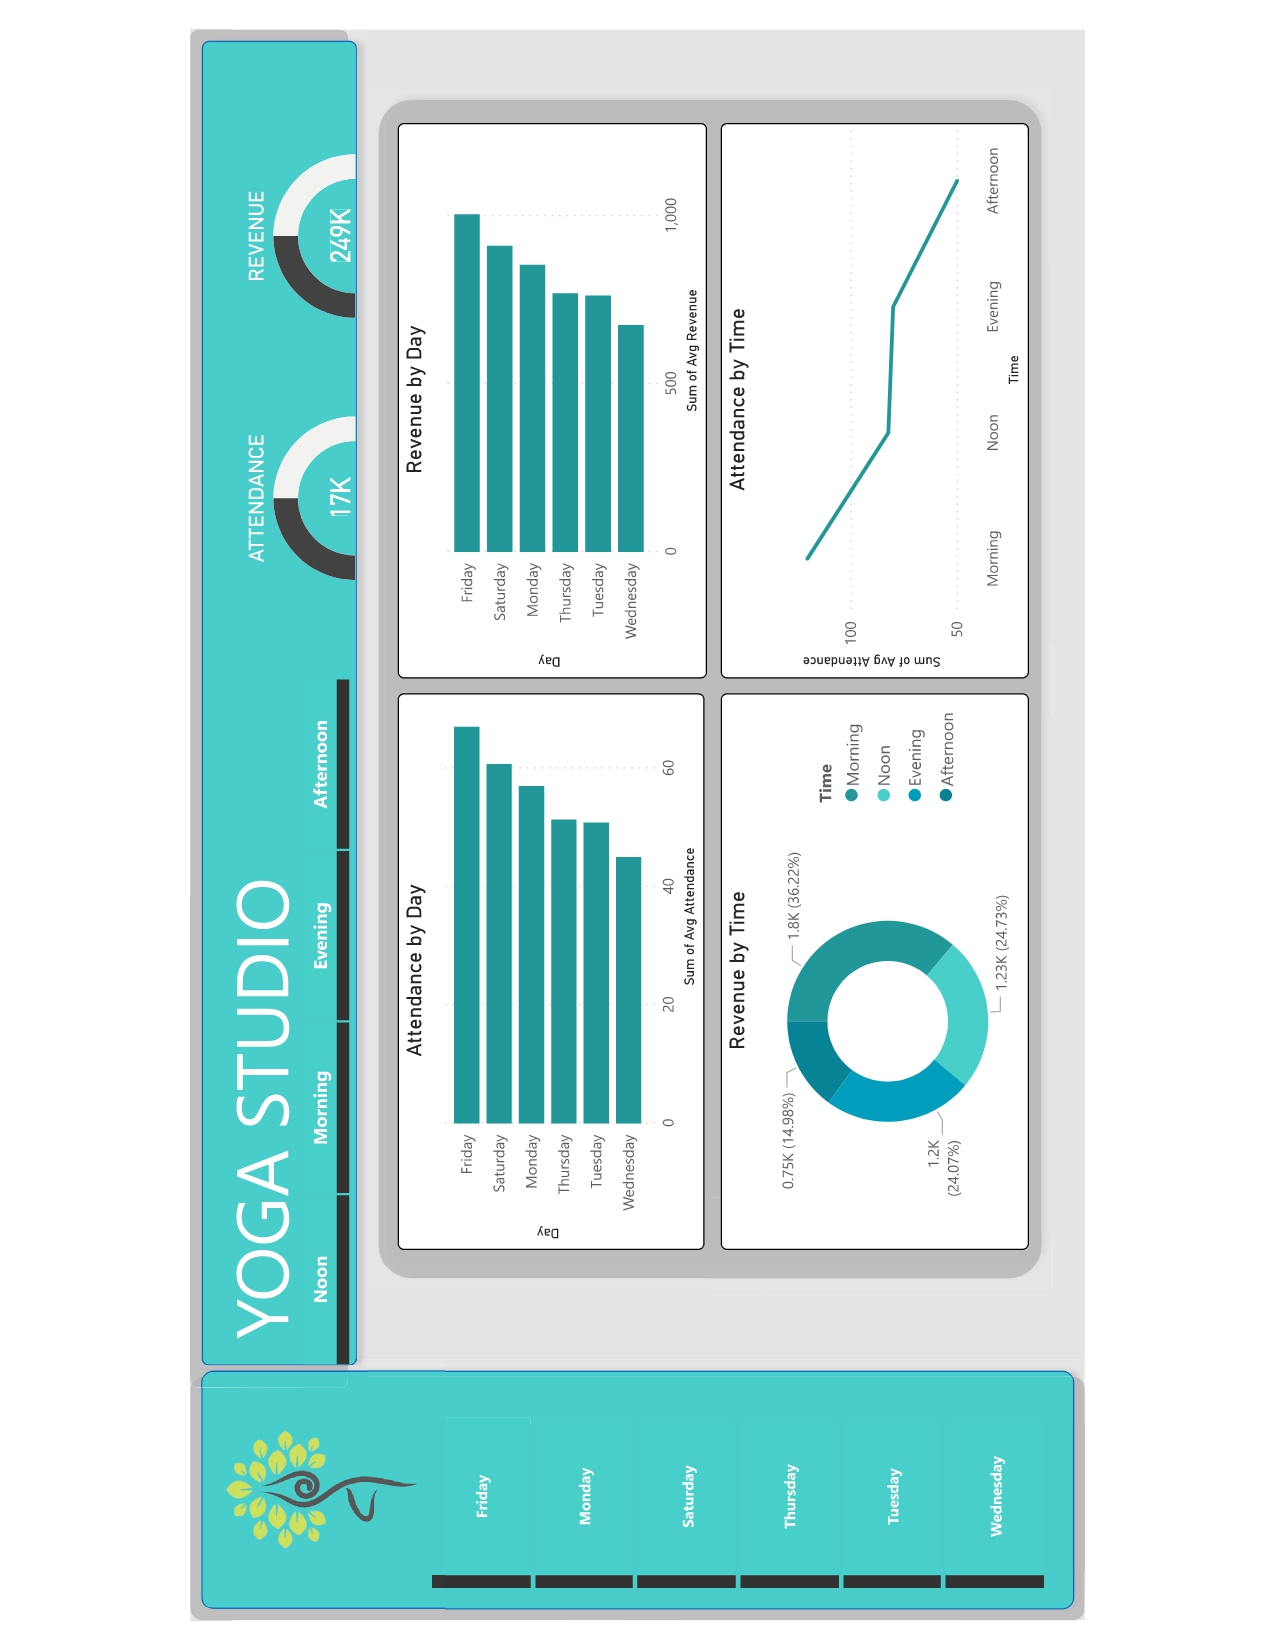 YOGA STUDIO
ATTENDANCE
REVENUE
17K
249K
Noon
Morning
Evening
Afternoon
Friday
Monday
Saturday
Thursday
Tuesday
Wednesday
Attendance by Day
Day
Friday
Saturday
Monday
Thursday
Tuesday
Wednesday
0
20
40
60
Sum of Avg Attendance
Revenue by Day
Day
Friday
Saturday
Monday
Thursday
Tuesday
Wednesday
0
500
1,000
Sum of Avg Revenue
Revenue by Time
0.75K (14.98%)
1.8K (36.22%)
1.2K
(24.07%)
1.23K (24.73%)
Time
Morning
Noon
Evening
Afternoon
Attendance by Time
Sum of Avg Attendance
100
50
Morning
Noon
Evening
Afternoon
Time